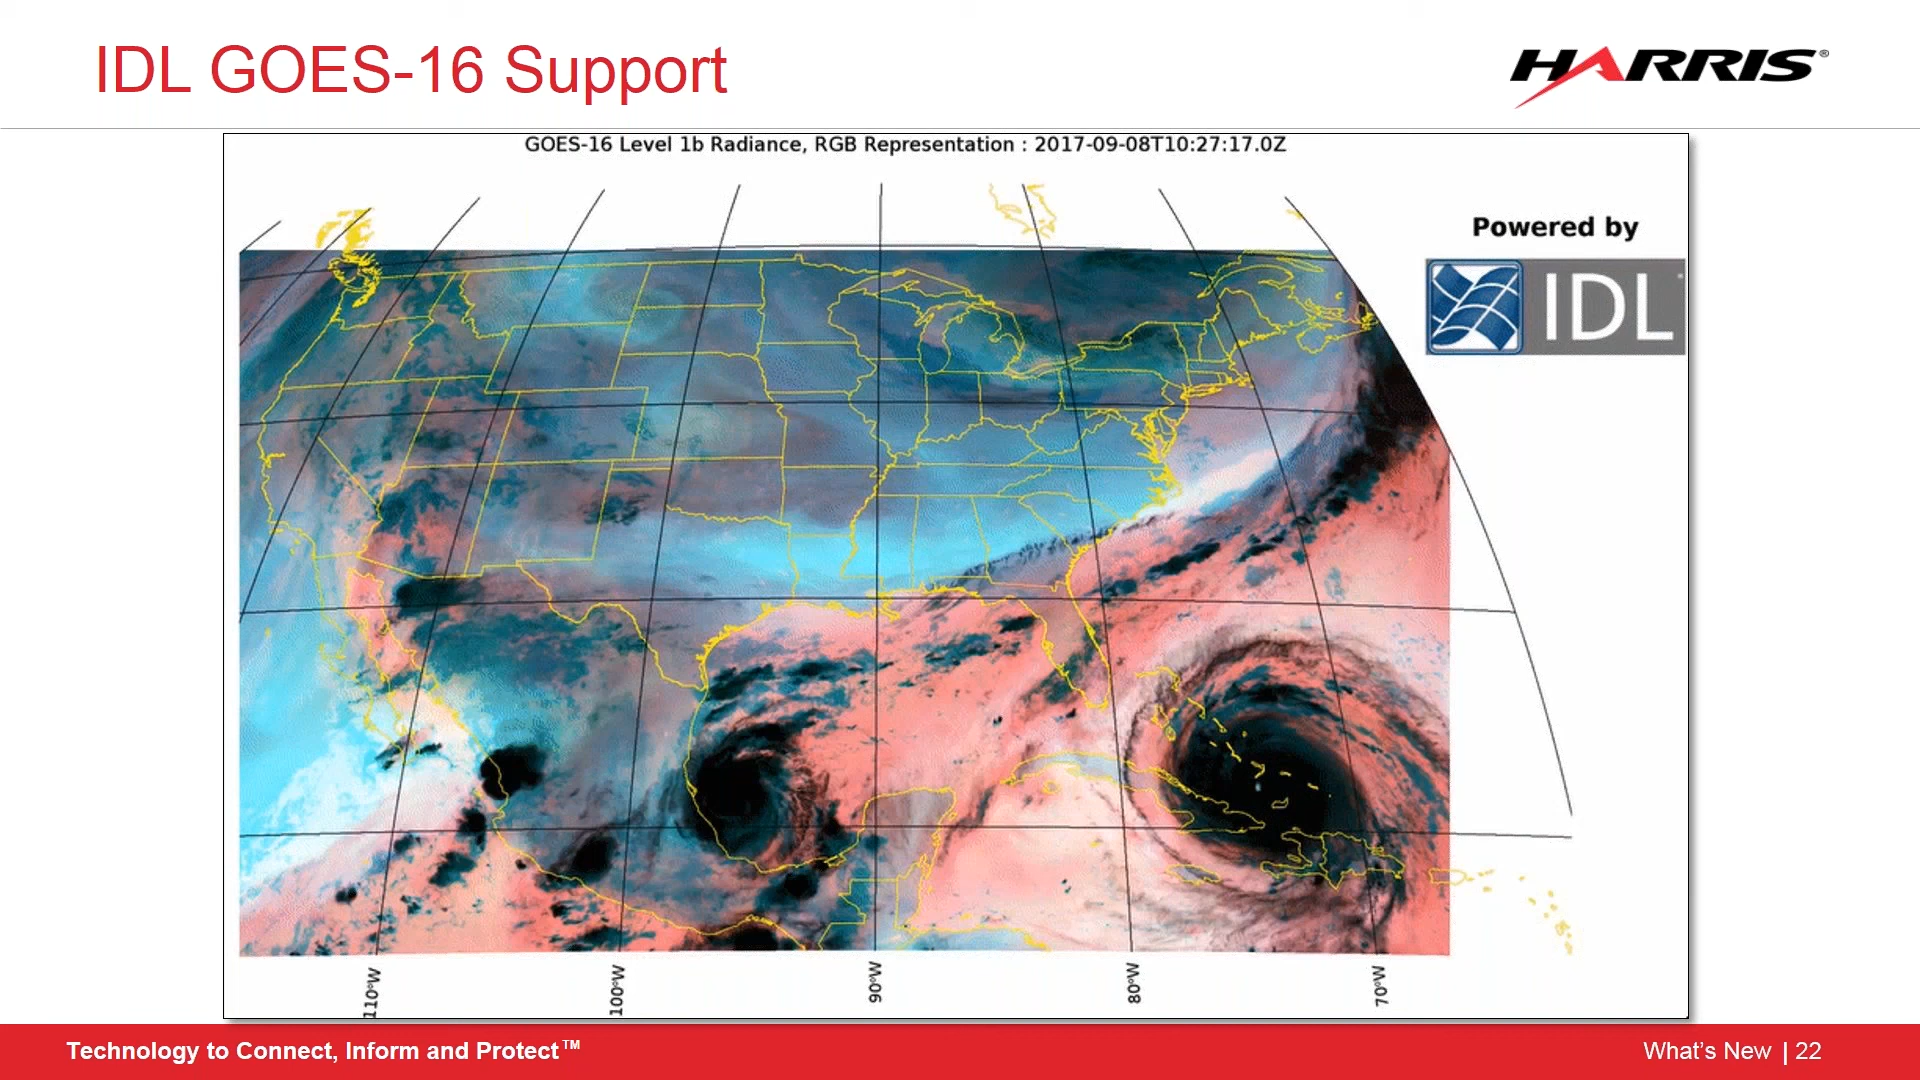 IDL GOES-16 Support
HARRIS®
GOES-16 Level 1b Radiance, RGB Representation : 2017-09-08T10:27:17.0Z
Powered by
IDL
110°W
100°W
90°W
80°W
70°W
Technology to Connect, Inform and Protect™
What's New | 22